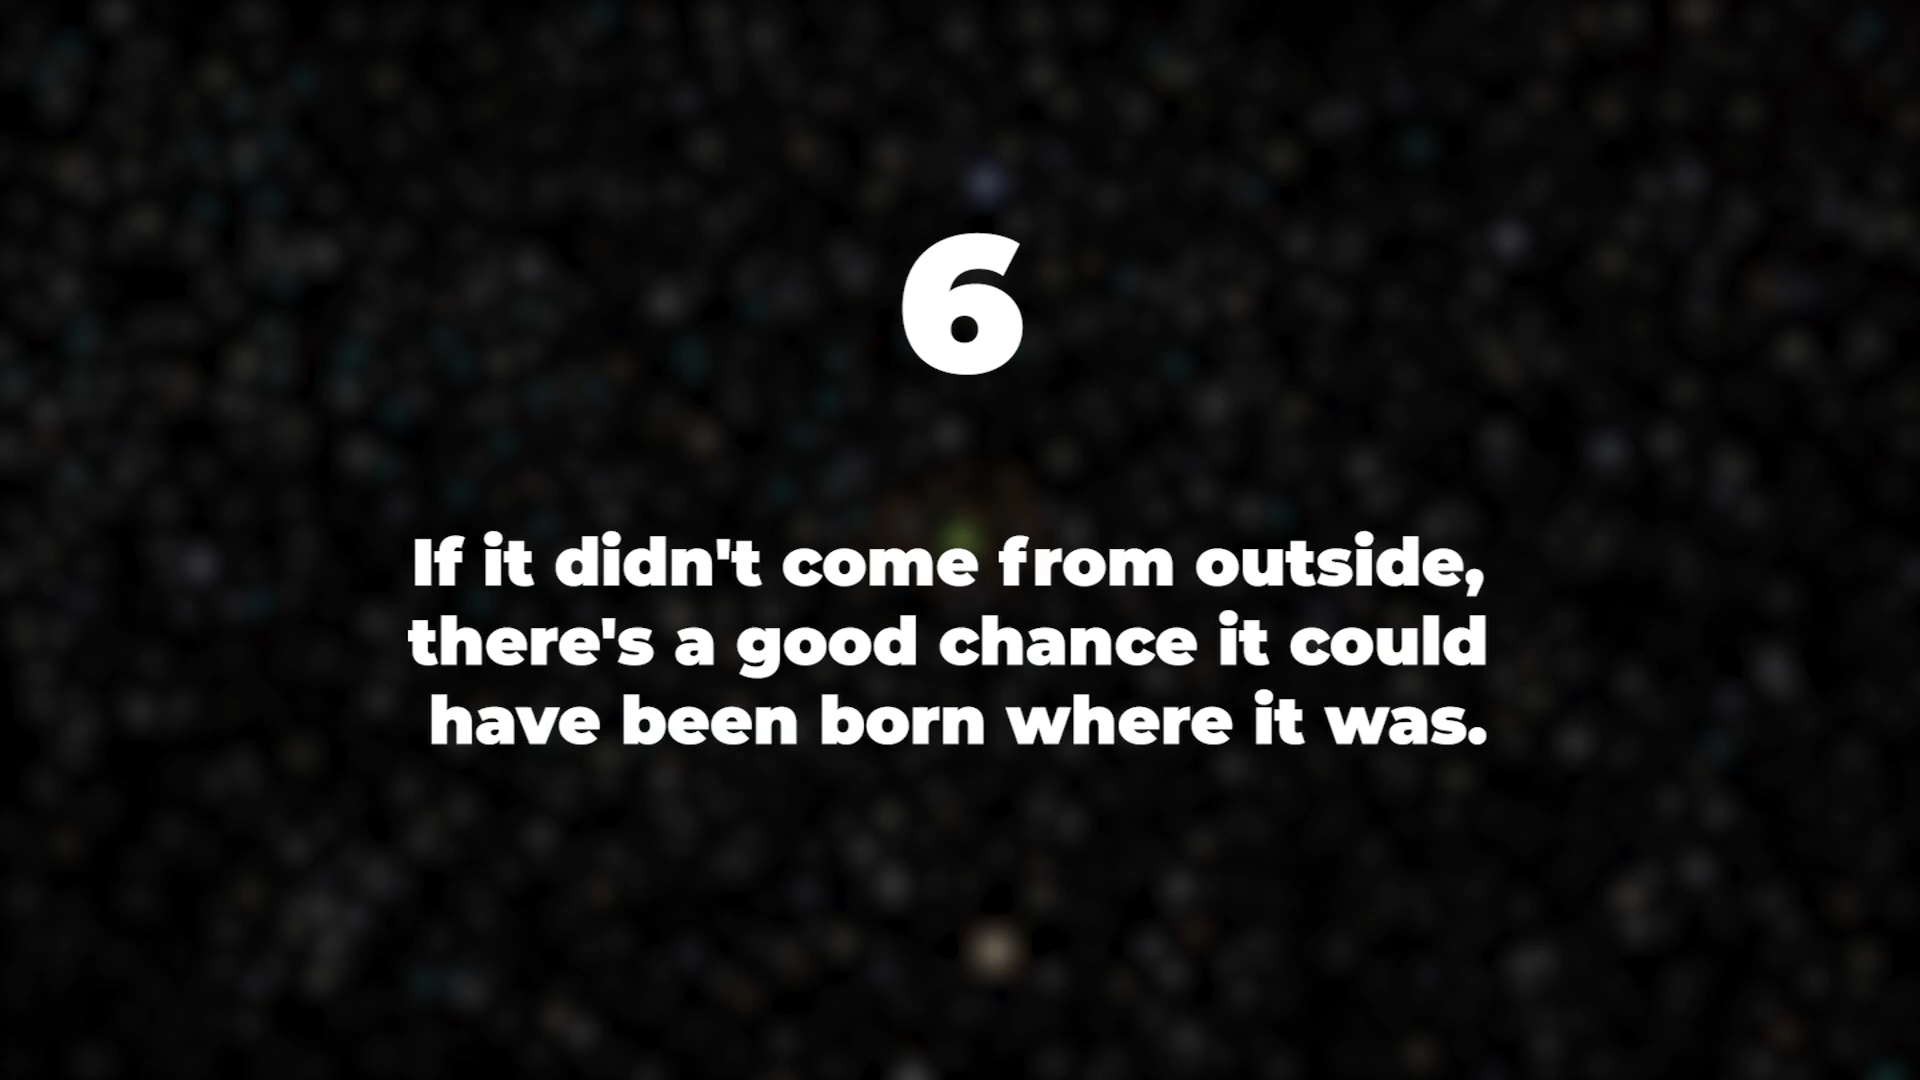 6
If it didn't come from outside,
there's a good chance it could
have been born where it was.